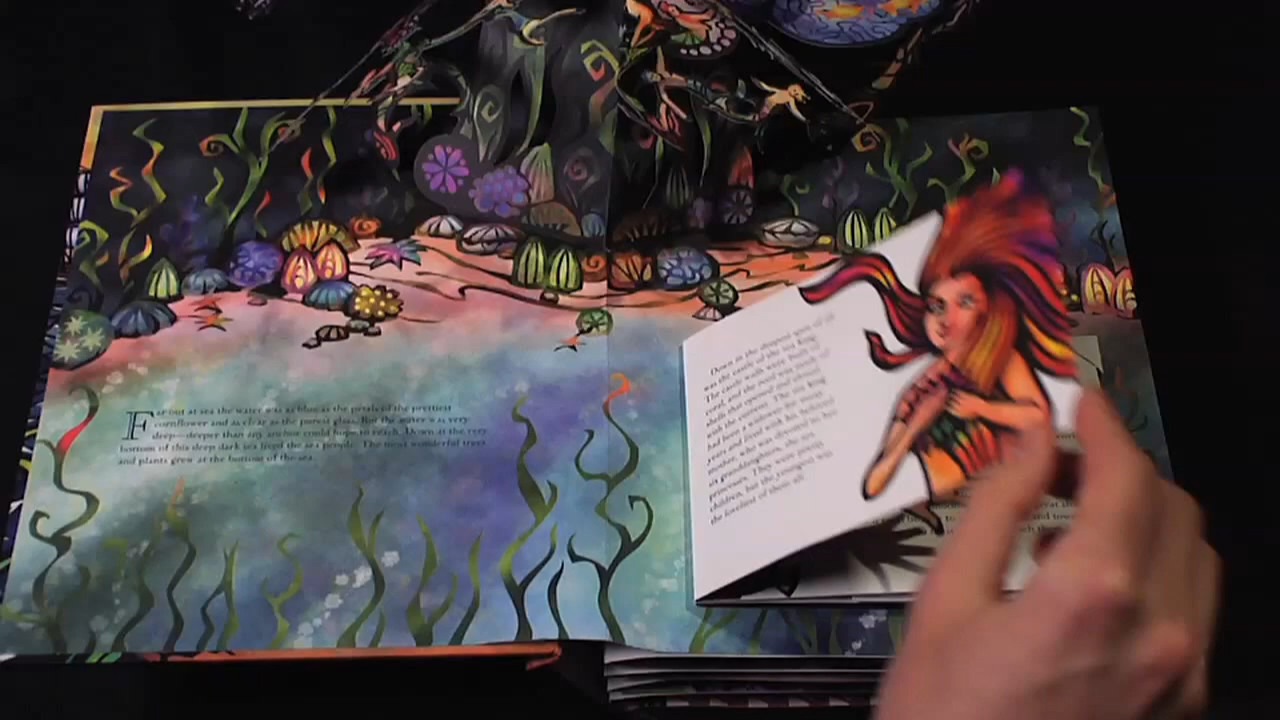 Far out at sea the water was as blue as the petals of the prettiest
cornflower and as clear as the purest glass. But the water was very
deep—deeper than any anchor could hope to reach. Down at the very
bottom of this deep dark sea lived the sea people. The most wonderful trees
and plants grew at the bottom of the sea.
Down in the deepest spot of all
was the castle of the sea king.
The castle walls were built of
coral, and the roof was made of
shells that opened and closed
with the current. The sea king
had been a widower for many
years and lived with his beloved
mother, who was devoted to her
six granddaughters, the sea
princesses. They were pretty
children, but the youngest was
the loveliest of them all.